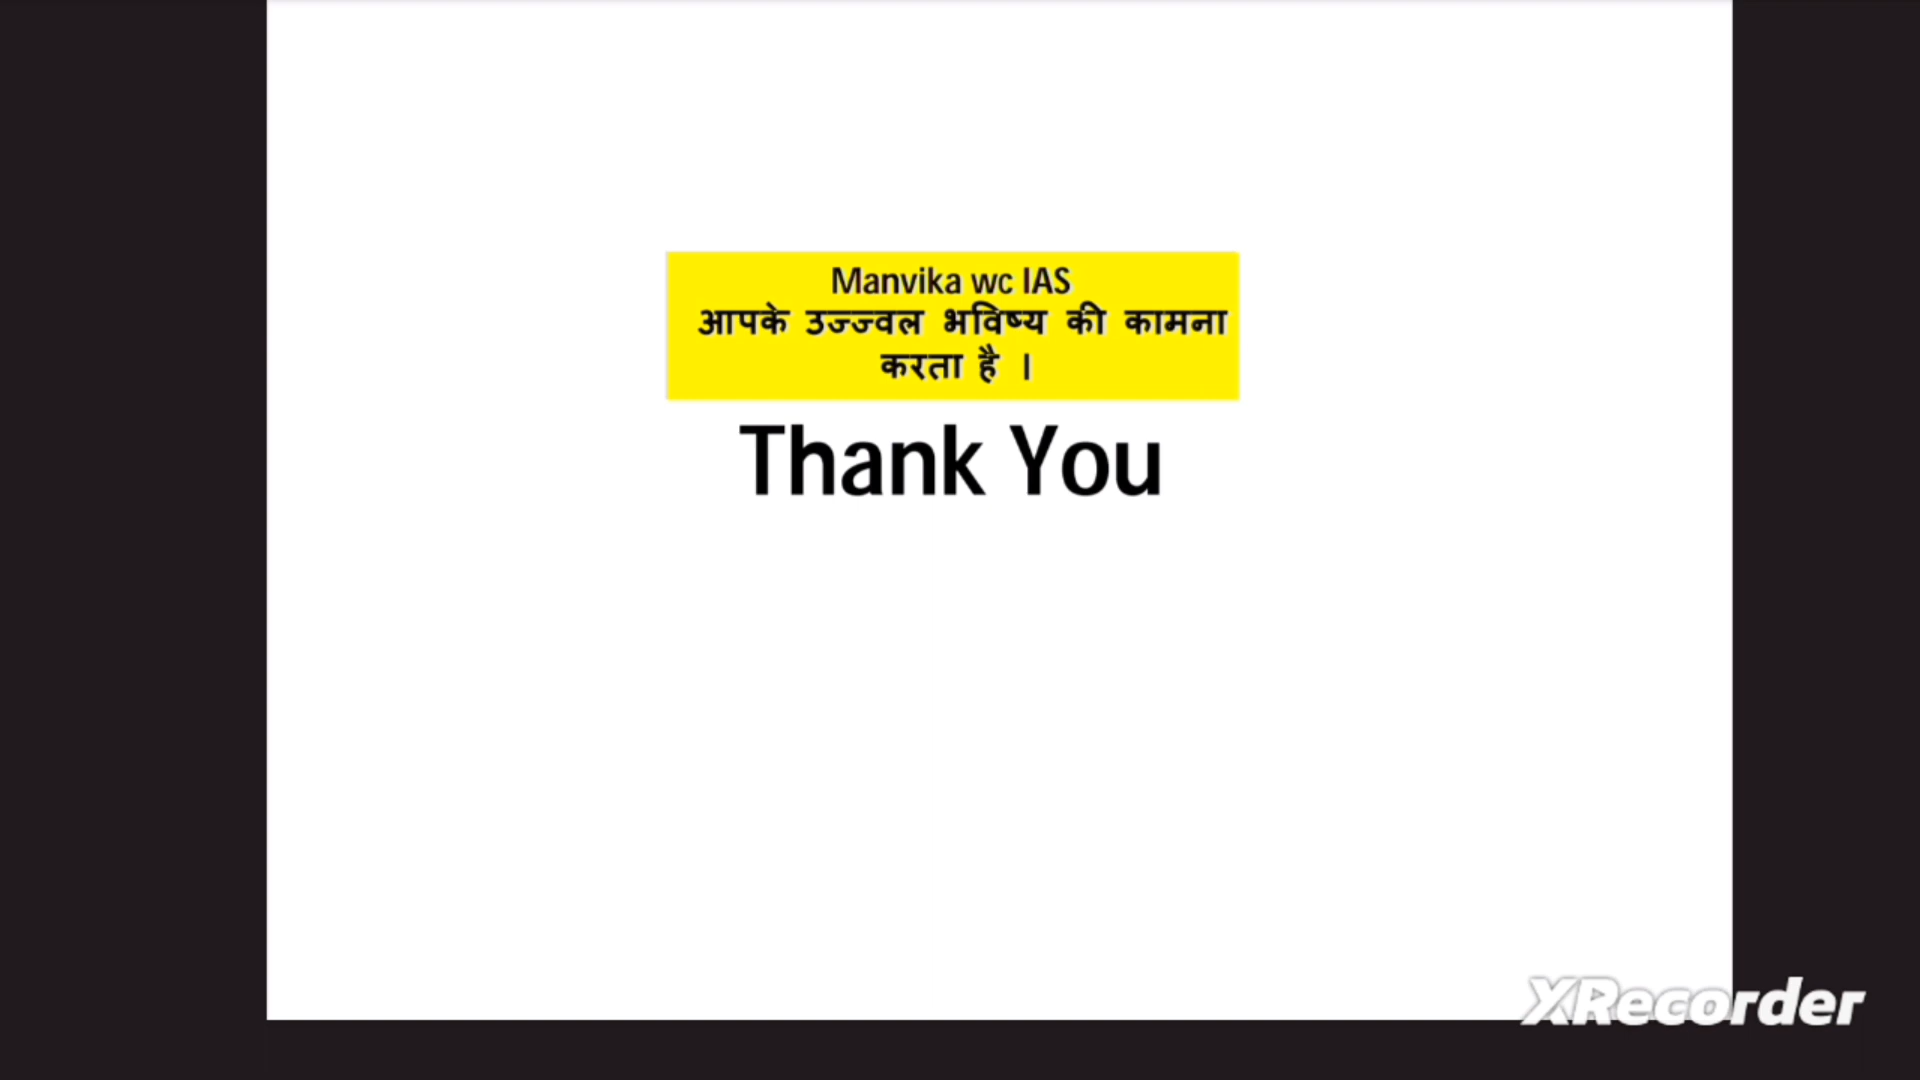 Manvika wc IAS
आपके उज्ज्वल भविष्य की कामना
करता है ।
Thank You
XRecorder